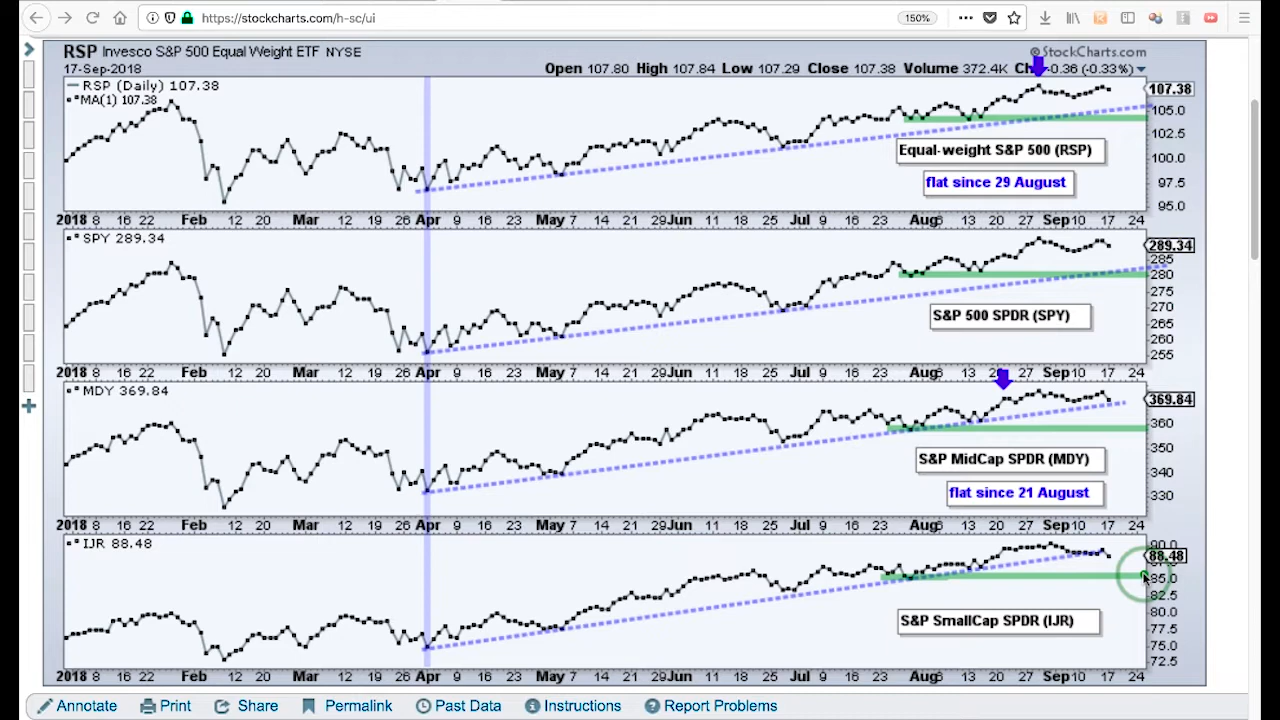 https://stockcharts.com/h-sc/ui
150%
RSP Invesco S&P 500 Equal Weight ETF NYSE
StockCharts.com
17-Sep-2018
Open 107.80 High 107.84 Low 107.29 Close 107.38 Volume 372.4K Ch -0.36 (-0.33%)
RSP (Daily) 107.38
MA(1) 107.38
107.38
105.0
102.5
100.0
97.5
95.0
Equal-weight S&P 500 (RSP)
flat since 29 August
2018 8 16 22 Feb 12 20 Mar 12 19 Apr 9 16 23 May 7 14 21 29 Jun 11 18 25 Jul 9 16 23 Aug 6 13 20 27 Sep 10 17 24
SPY 289.34
289.34
285
280
275
270
265
260
255
S&P 500 SPDR (SPY)
2018 8 16 22 Feb 12 20 Mar 12 19 Apr 9 16 23 May 7 14 21 29 Jun 11 18 25 Jul 9 16 23 Aug 6 13 20 27 Sep 10 17 24
MDY 369.84
369.84
360
350
340
330
S&P MidCap SPDR (MDY)
flat since 21 August
2018 8 16 22 Feb 12 20 Mar 12 19 Apr 9 16 23 May 7 14 21 29 Jun 11 18 25 Jul 9 16 23 Aug 6 13 20 27 Sep 10 17 24
IJR 88.48
90.0
88.48
85.0
82.5
80.0
77.5
75.0
72.5
S&P SmallCap SPDR (IJR)
2018 8 16 22 Feb 12 20 Mar 12 19 Apr 9 16 23 May 7 14 21 29 Jun 11 18 25 Jul 9 16 23 Aug 6 13 20 27 Sep 10 17 24
Annotate Print Share Permalink Past Data Instructions Report Problems